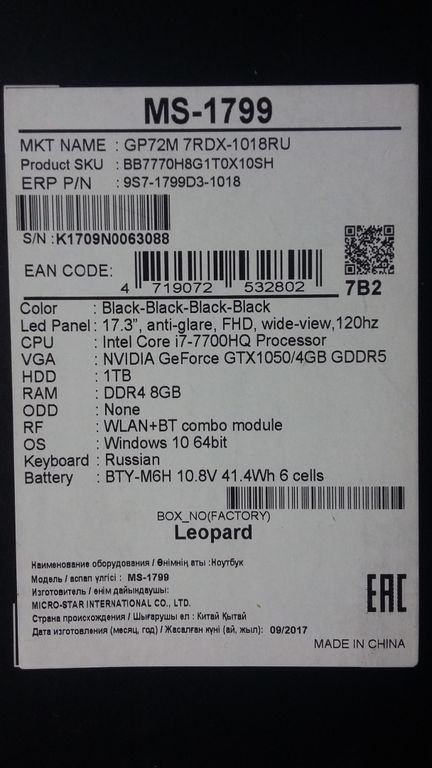 MS-1799
MKT NAME : GP72M 7RDX-1018RU
Product SKU : BB7770H8G1T0X10SH
ERP P/N : 9S7-1799D3-1018
S/N :K1709N0063088
EAN CODE:
4 719072 532802
7B2
Color : Black-Black-Black-Black
Led Panel : 17.3", anti-glare, FHD, wide-view,120hz
CPU : Intel Core i7-7700HQ Processor
VGA : NVIDIA GeForce GTX1050/4GB GDDR5
HDD : 1TB
RAM : DDR4 8GB
ODD : None
RF : WLAN+BT combo module
OS : Windows 10 64bit
Keyboard : Russian
Battery : BTY-M6H 10.8V 41.4Wh 6 cells
BOX_NO(FACTORY)
Leopard
Наименование оборудования / Өнімнің аты :Ноутбук
Модель / аспап үлгісі : MS-1799
Изготовитель / өнім дайындаушы:
MICRO-STAR INTERNATIONAL CO., LTD.
Страна происхождения / Шығарушы ел : Китай Қытай
Дата изготовления (месяц, год) / Жасалған күні (ай, жыл): 09/2017
EAC
MADE IN CHINA